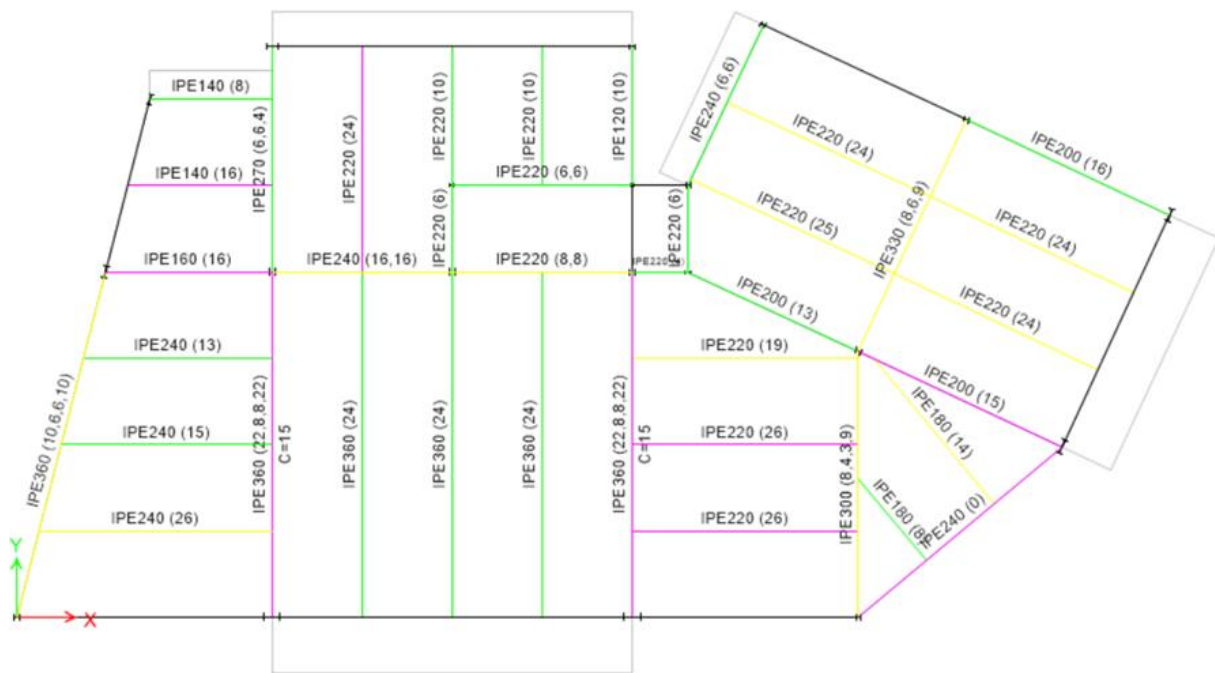 IPE140 (8)
IPE140 (16)
IPE160 (16)
IPE240 (13)
IPE240 (15)
IPE240 (26)
IPE360 (10,6,6,10)
IPE270 (6,6,4)
IPE360 (22,8,8,22)
C=15
IPE220 (24)
IPE220 (10)
IPE220 (10)
IPE120 (10)
IPE220 (6,6)
IPE220 (6)
IPE240 (16,16)
IPE220 (8,8)
IPE360 (24)
IPE360 (24)
IPE360 (24)
IPE360 (22,8,8,22)
C=15
IPE220 (6)
IPE220
IPE240 (6,6)
IPE220 (24)
IPE220 (25)
IPE330 (8,6,9)
IPE200 (16)
IPE220 (24)
IPE220 (24)
IPE200 (13)
IPE200 (15)
IPE220 (19)
IPE220 (26)
IPE220 (26)
IPE300 (8,4,3,9)
IPE180 (14)
IPE180 (8)
IPE240 (0)
Y
X